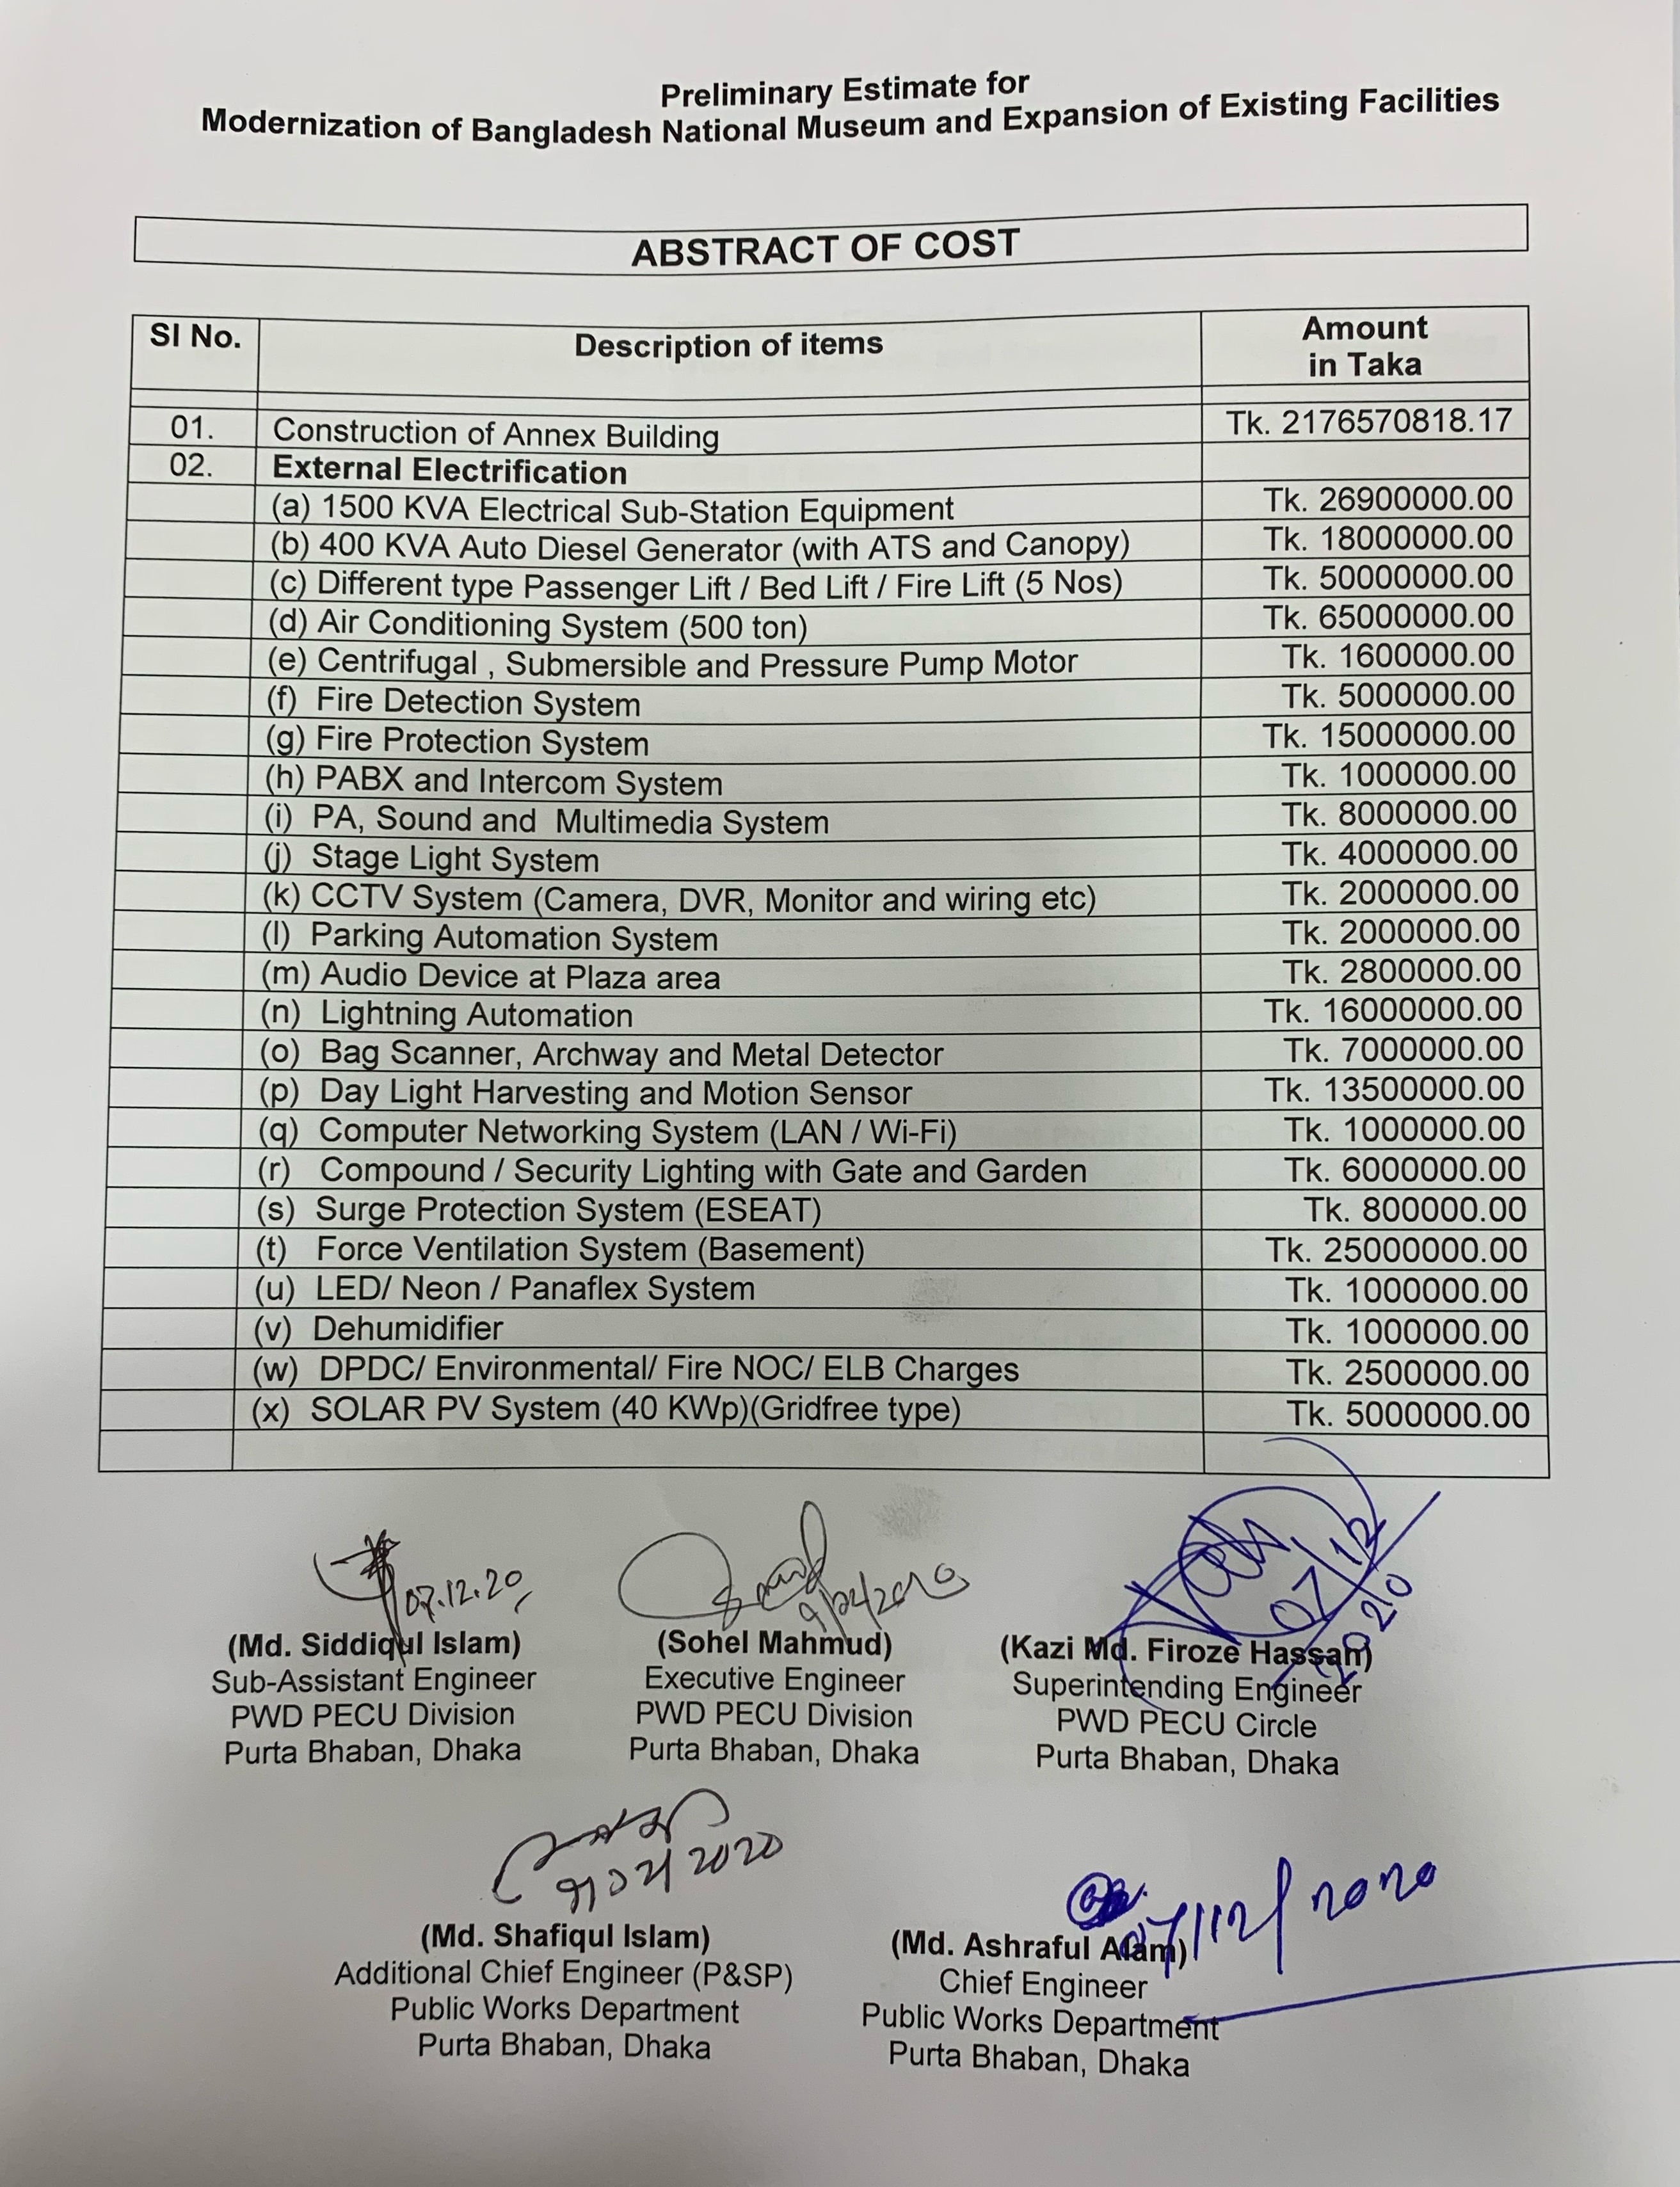 Preliminary Estimate for
Modernization of Bangladesh National Museum and Expansion of Existing Facilities
ABSTRACT OF COST
Sl No. Description of items Amount in Taka
01. Construction of Annex Building Tk. 2176570818.17
02. External Electrification
(a) 1500 KVA Electrical Sub-Station Equipment Tk. 26900000.00
(b) 400 KVA Auto Diesel Generator (with ATS and Canopy) Tk. 18000000.00
(c) Different type Passenger Lift / Bed Lift / Fire Lift (5 Nos) Tk. 50000000.00
(d) Air Conditioning System (500 ton) Tk. 65000000.00
(e) Centrifugal , Submersible and Pressure Pump Motor Tk. 1600000.00
(f) Fire Detection System Tk. 5000000.00
(g) Fire Protection System Tk. 15000000.00
(h) PABX and Intercom System Tk. 1000000.00
(i) PA, Sound and Multimedia System Tk. 8000000.00
(j) Stage Light System Tk. 4000000.00
(k) CCTV System (Camera, DVR, Monitor and wiring etc) Tk. 2000000.00
(l) Parking Automation System Tk. 2000000.00
(m) Audio Device at Plaza area Tk. 2800000.00
(n) Lightning Automation Tk. 16000000.00
(o) Bag Scanner, Archway and Metal Detector Tk. 7000000.00
(p) Day Light Harvesting and Motion Sensor Tk. 13500000.00
(q) Computer Networking System (LAN / Wi-Fi) Tk. 1000000.00
(r) Compound / Security Lighting with Gate and Garden Tk. 6000000.00
(s) Surge Protection System (ESEAT) Tk. 800000.00
(t) Force Ventilation System (Basement) Tk. 25000000.00
(u) LED/ Neon / Panaflex System Tk. 1000000.00
(v) Dehumidifier Tk. 1000000.00
(w) DPDC/ Environmental/ Fire NOC/ ELB Charges Tk. 2500000.00
(x) SOLAR PV System (40 KWp)(Gridfree type) Tk. 5000000.00
07.12.20 07/12/2020
(Md. Siddiqul Islam) (Sohel Mahmud) (Kazi Md. Firoze Hassan)
Sub-Assistant Engineer Executive Engineer Superintending Engineer
PWD PECU Division PWD PECU Division PWD PECU Circle
Purta Bhaban, Dhaka Purta Bhaban, Dhaka Purta Bhaban, Dhaka
07/12/2020
(Md. Shafiqul Islam) (Md. Ashraful Alam)
Additional Chief Engineer (P&SP) Chief Engineer
Public Works Department Public Works Department
Purta Bhaban, Dhaka Purta Bhaban, Dhaka